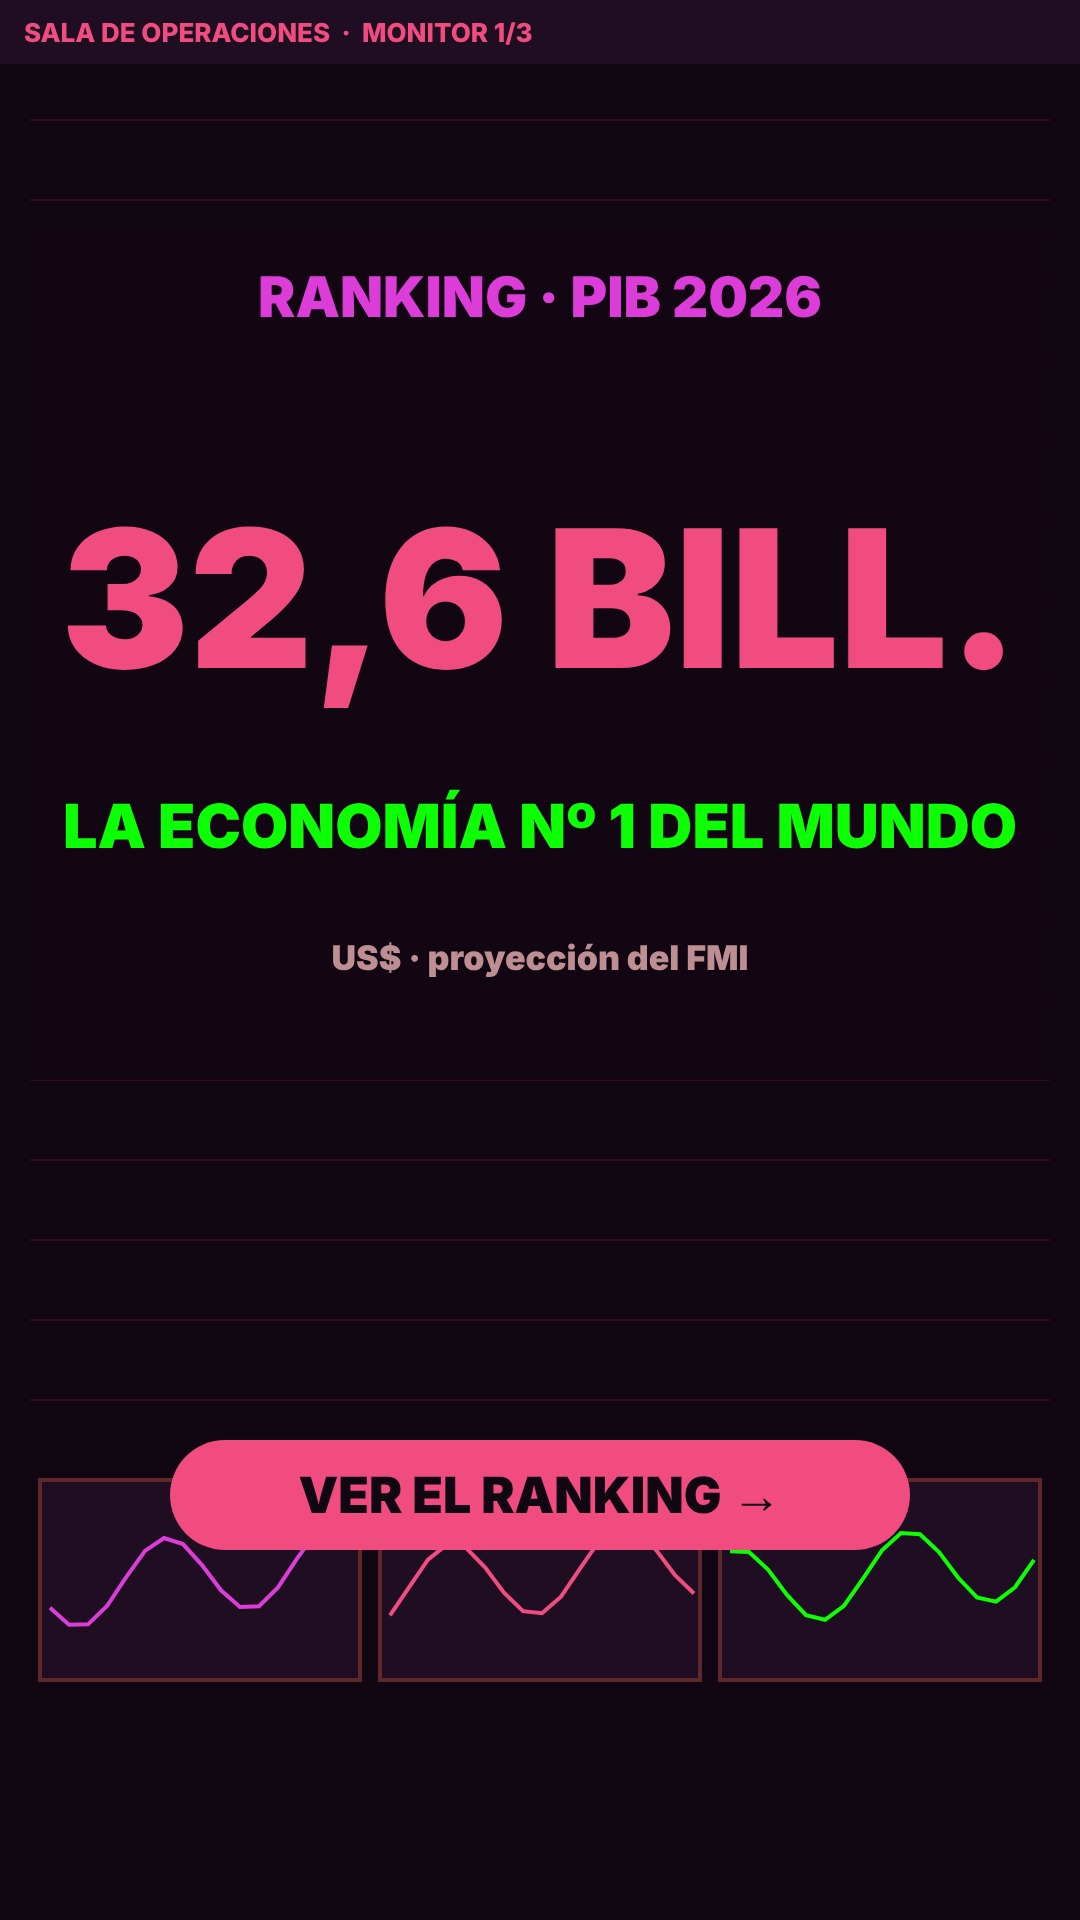 SALA DE OPERACIONES · MONITOR 1/3
RANKING · PIB 2026
32,6 BILL.
LA ECONOMÍA Nº 1 DEL MUNDO
US$ · proyección del FMI
VER EL RANKING →